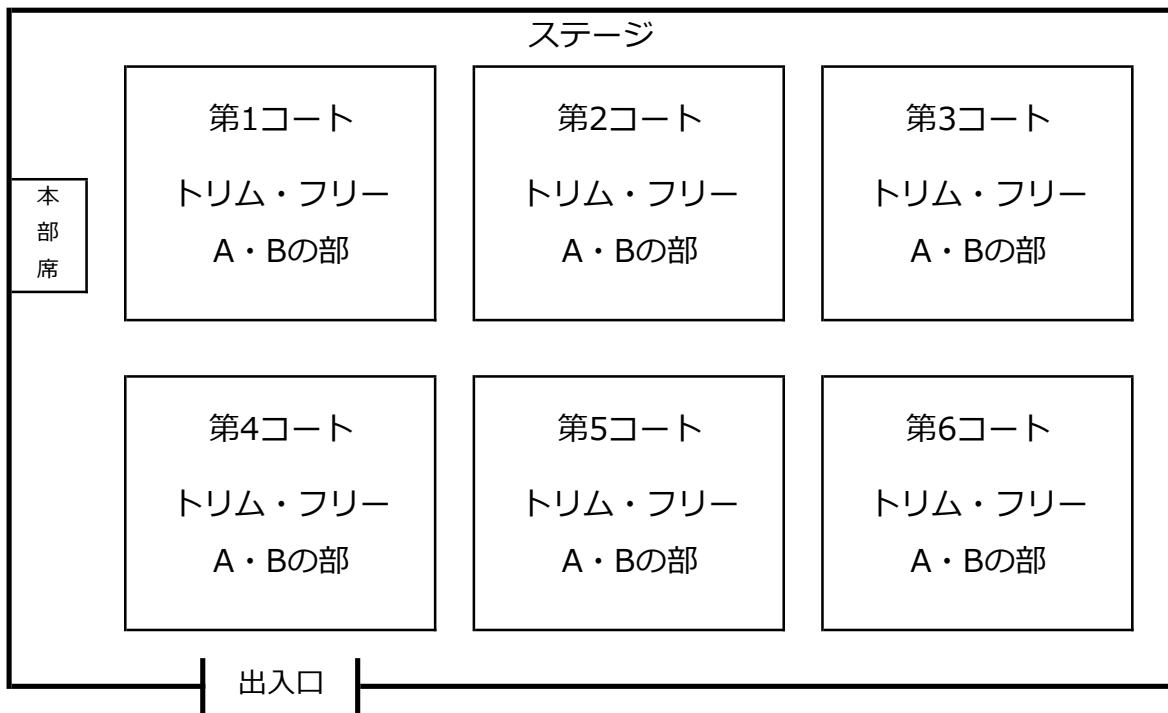 ステージ
第1コート
トリム・フリー
A・Bの部
第2コート
トリム・フリー
A・Bの部
第3コート
トリム・フリー
A・Bの部
本
部
席
第4コート
トリム・フリー
A・Bの部
第5コート
トリム・フリー
A・Bの部
第6コート
トリム・フリー
A・Bの部
出入口